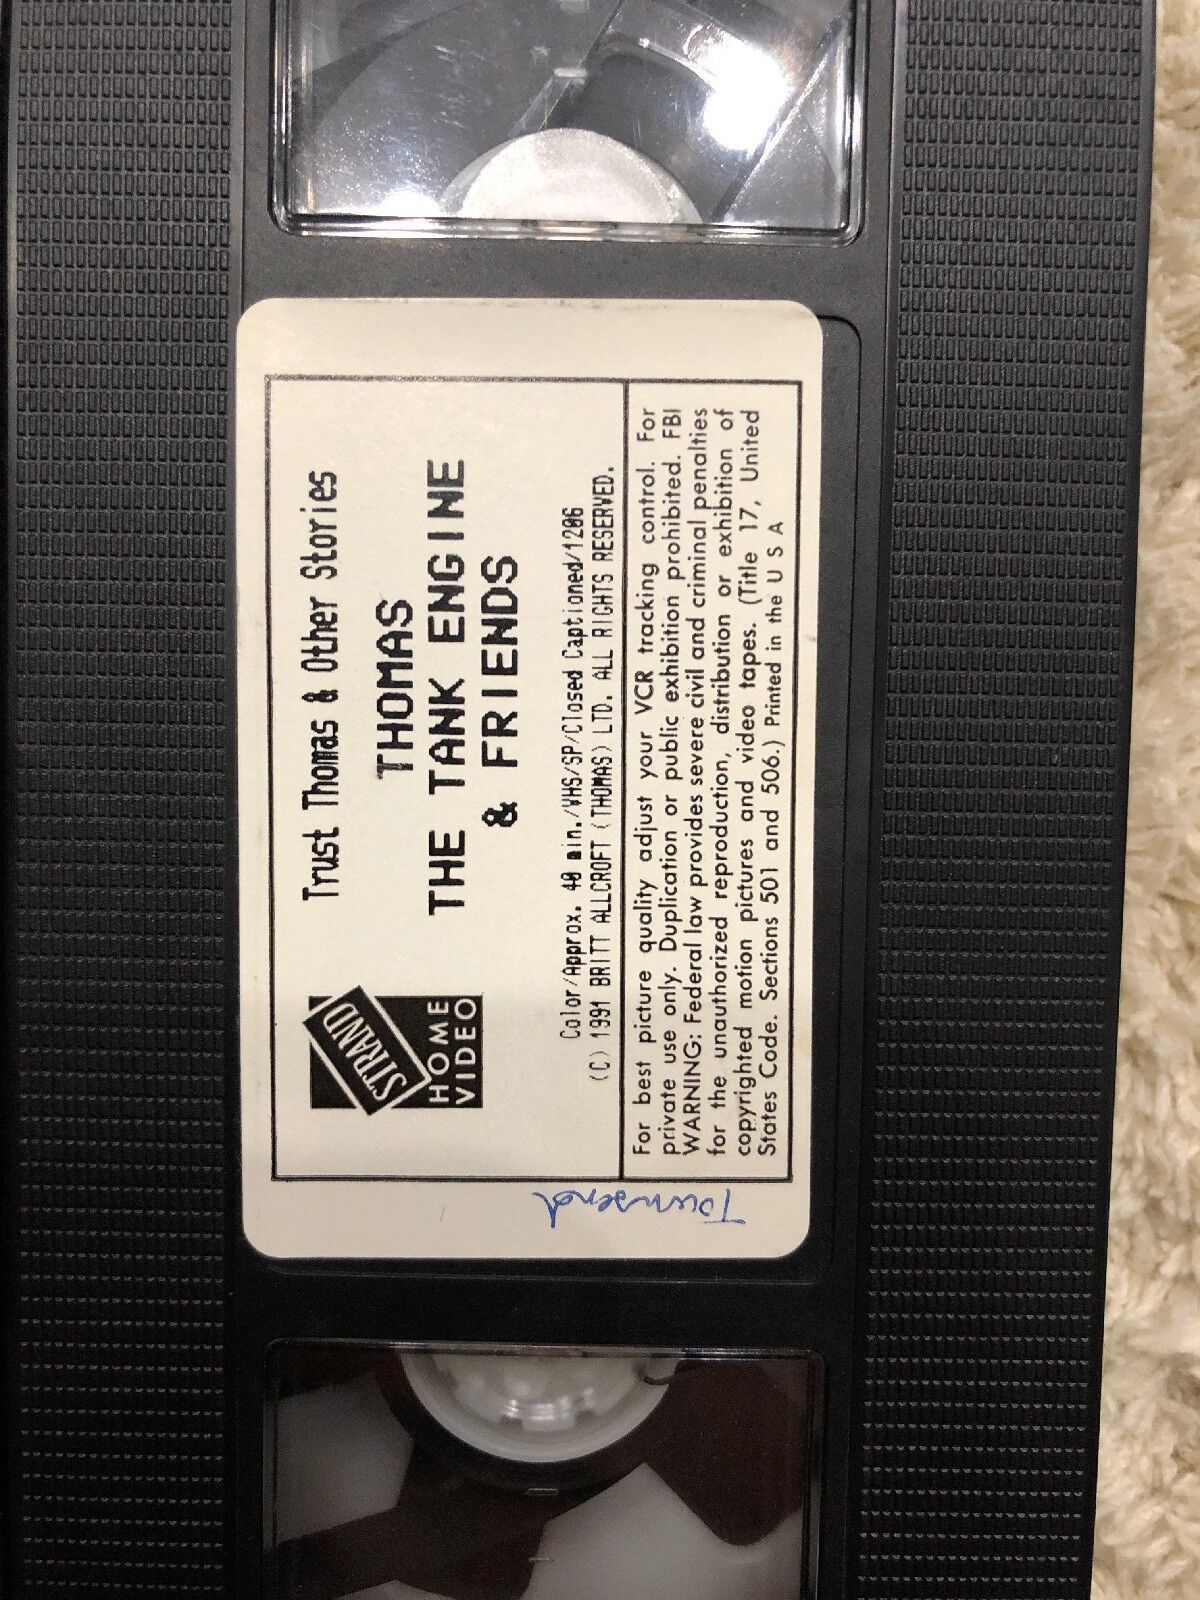 Trust Thomas & Other Stories
THOMAS
THE TANK ENGINE
& FRIENDS
STRAND
HOME
VIDEO
Color/Approx. 40 min./VHS/SP/Closed Captioned/1206
(C) 1991 BRITT ALLCROFT (THOMAS) LTD. ALL RIGHTS RESERVED.
For best picture quality adjust your VCR tracking control. For
private use only. Duplication or public exhibition prohibited. FBI
WARNING: Federal law provides severe civil and criminal penalties
for the unauthorized reproduction, distribution or exhibition of
copyrighted motion pictures and video tapes. (Title 17, United
States Code. Sections 501 and 506.) Printed in the U S A
Townsend